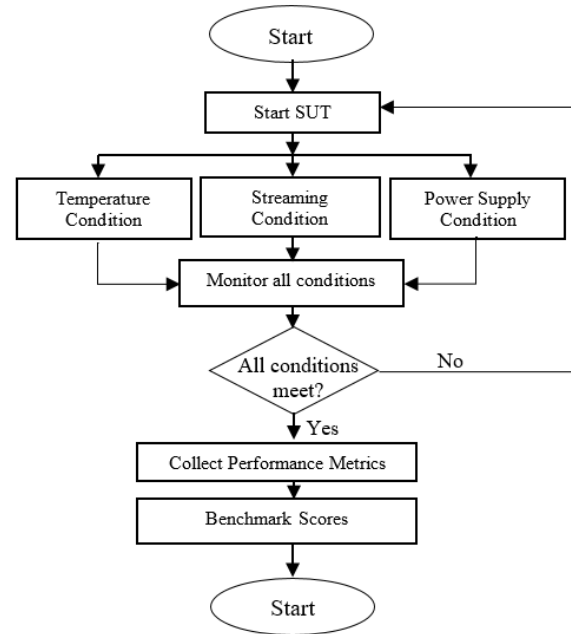 Start
Start SUT
Temperature
Condition
Streaming
Condition
Power Supply
Condition
Monitor all conditions
All conditions
meet?
No
Yes
Collect Performance Metrics
Benchmark Scores
Start